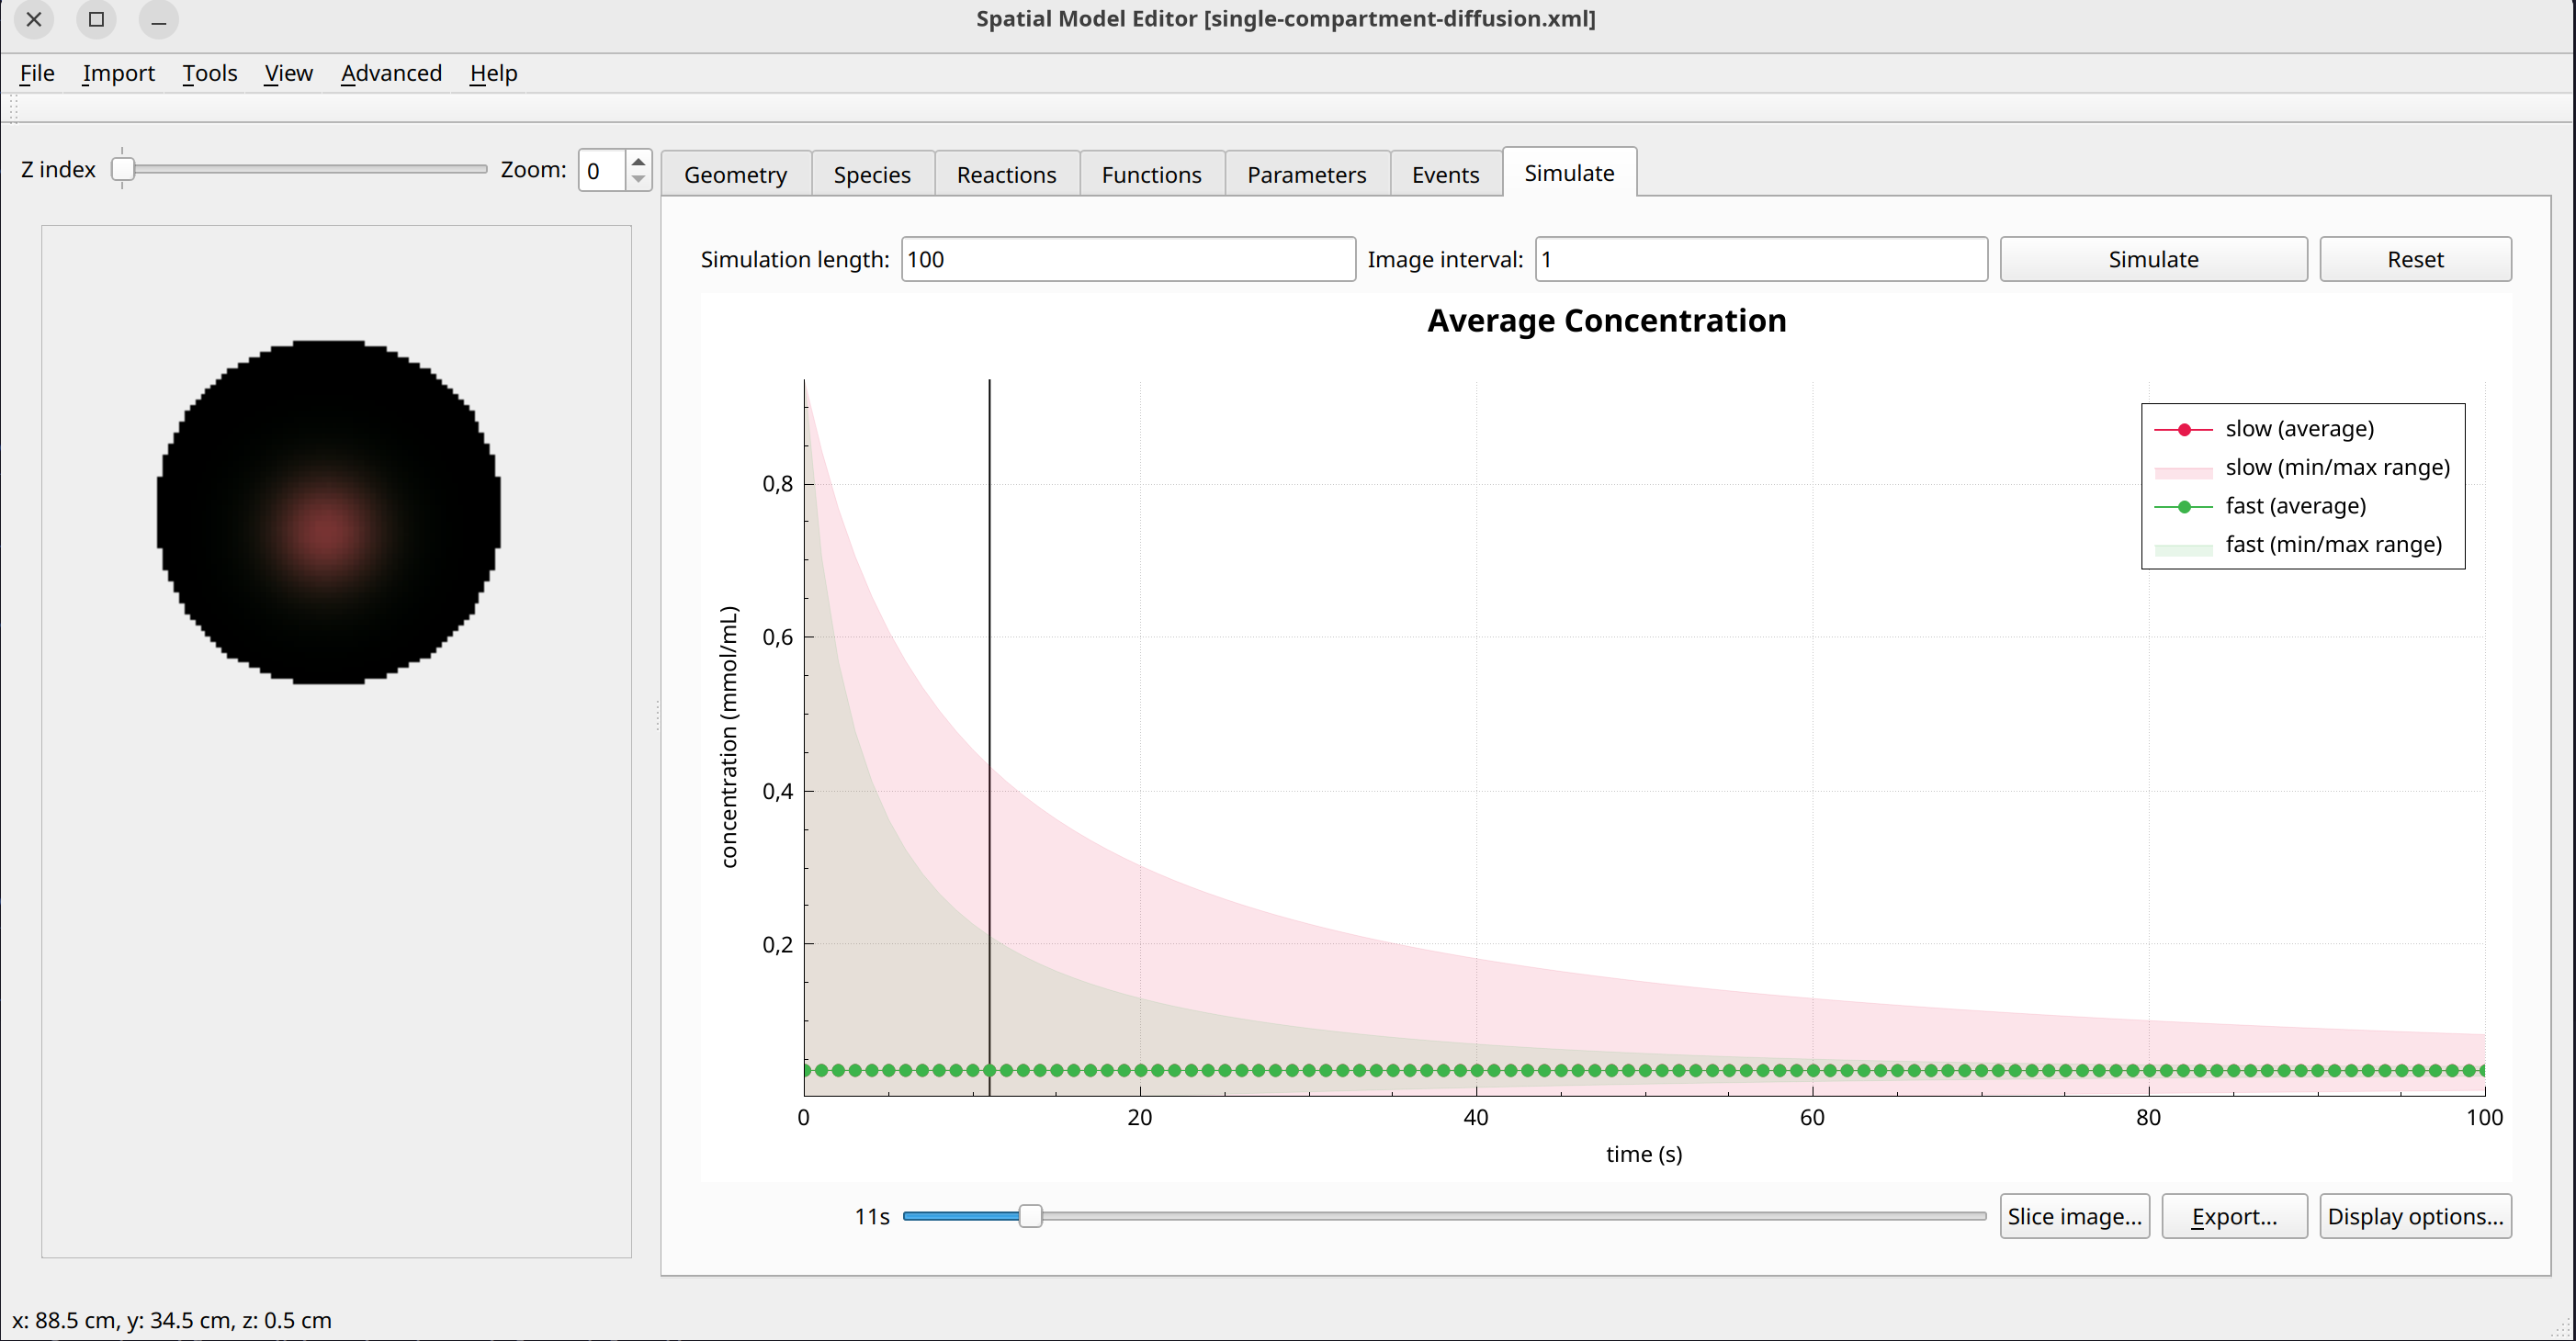 Spatial Model Editor [single-compartment-diffusion.xml]
File Import Tools View Advanced Help
Z index Zoom: 0
Geometry Species Reactions Functions Parameters Events Simulate
Simulation length: 100 Image interval: 1 Simulate Reset
Average Concentration
slow (average)
slow (min/max range)
fast (average)
fast (min/max range)
0,8
0,6
0,4
0,2
concentration (mmol/mL)
0 20 40 60 80 100
time (s)
11s Slice image... Export... Display options...
x: 88.5 cm, y: 34.5 cm, z: 0.5 cm